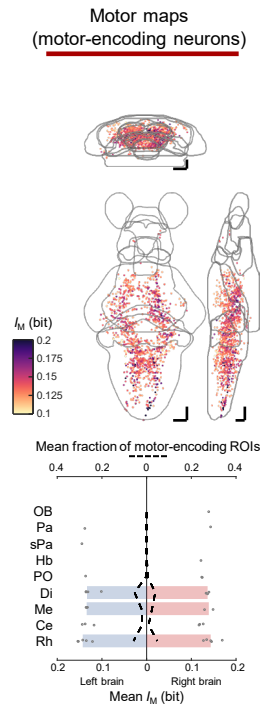 Motor maps
(motor-encoding neurons)
I_M (bit)
0.2
0.175
0.15
0.125
0.1
Mean fraction of motor-encoding ROIs
0.4 0.2 0 0.2 0.4
OB
Pa
sPa
Hb
PO
Di
Me
Ce
Rh
0.2 0.1 0 0.1 0.2
Left brain Right brain
Mean I_M (bit)